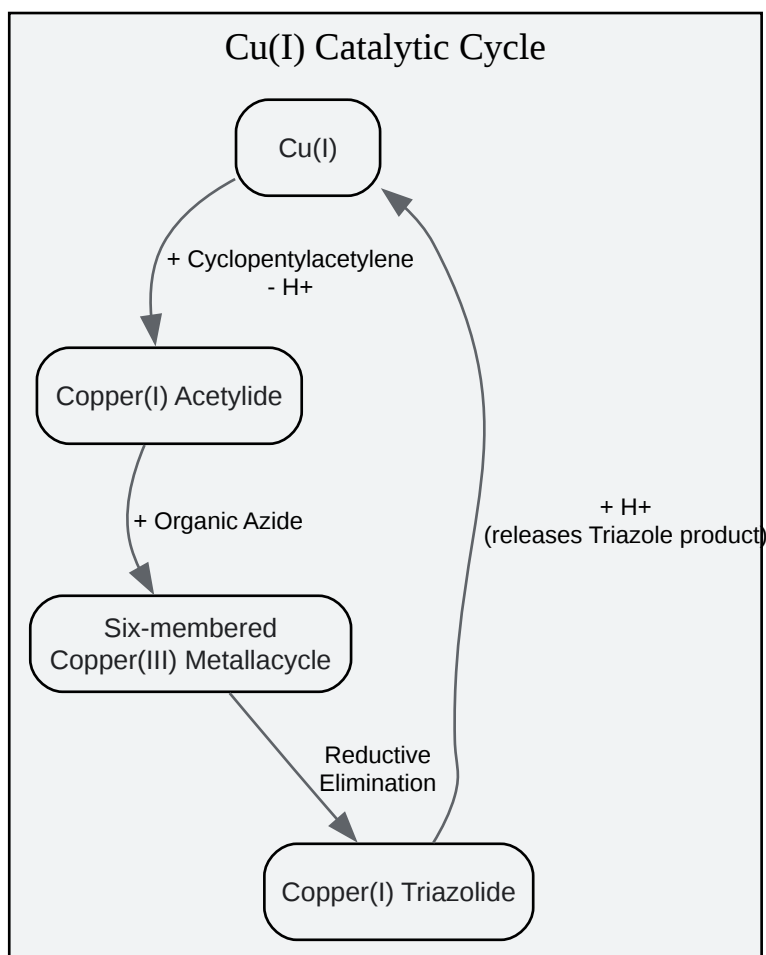 Cu(I) Catalytic Cycle
Cu(I)
+ Cyclopentylacetylene
- H+
Copper(I) Acetylide
+ Organic Azide
+ H+
(releases Triazole product)
Six-membered
Copper(III) Metallacycle
Reductive
Elimination
Copper(I) Triazolide